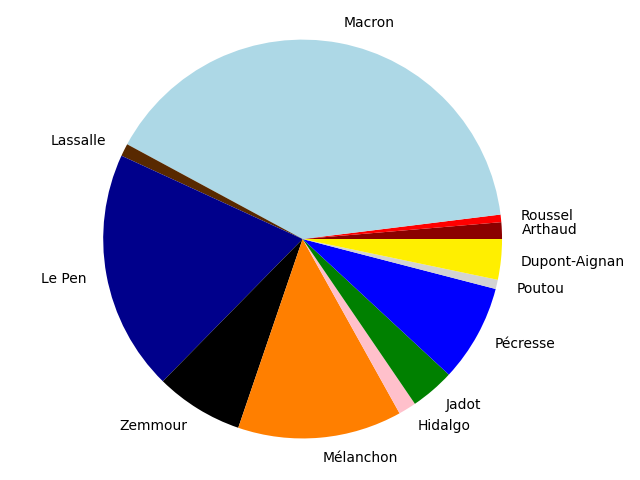 Macron
Lassalle
Roussel
Arthaud
Dupont-Aignan
Le Pen
Poutou
Pécresse
Jadot
Zemmour
Hidalgo
Mélanchon